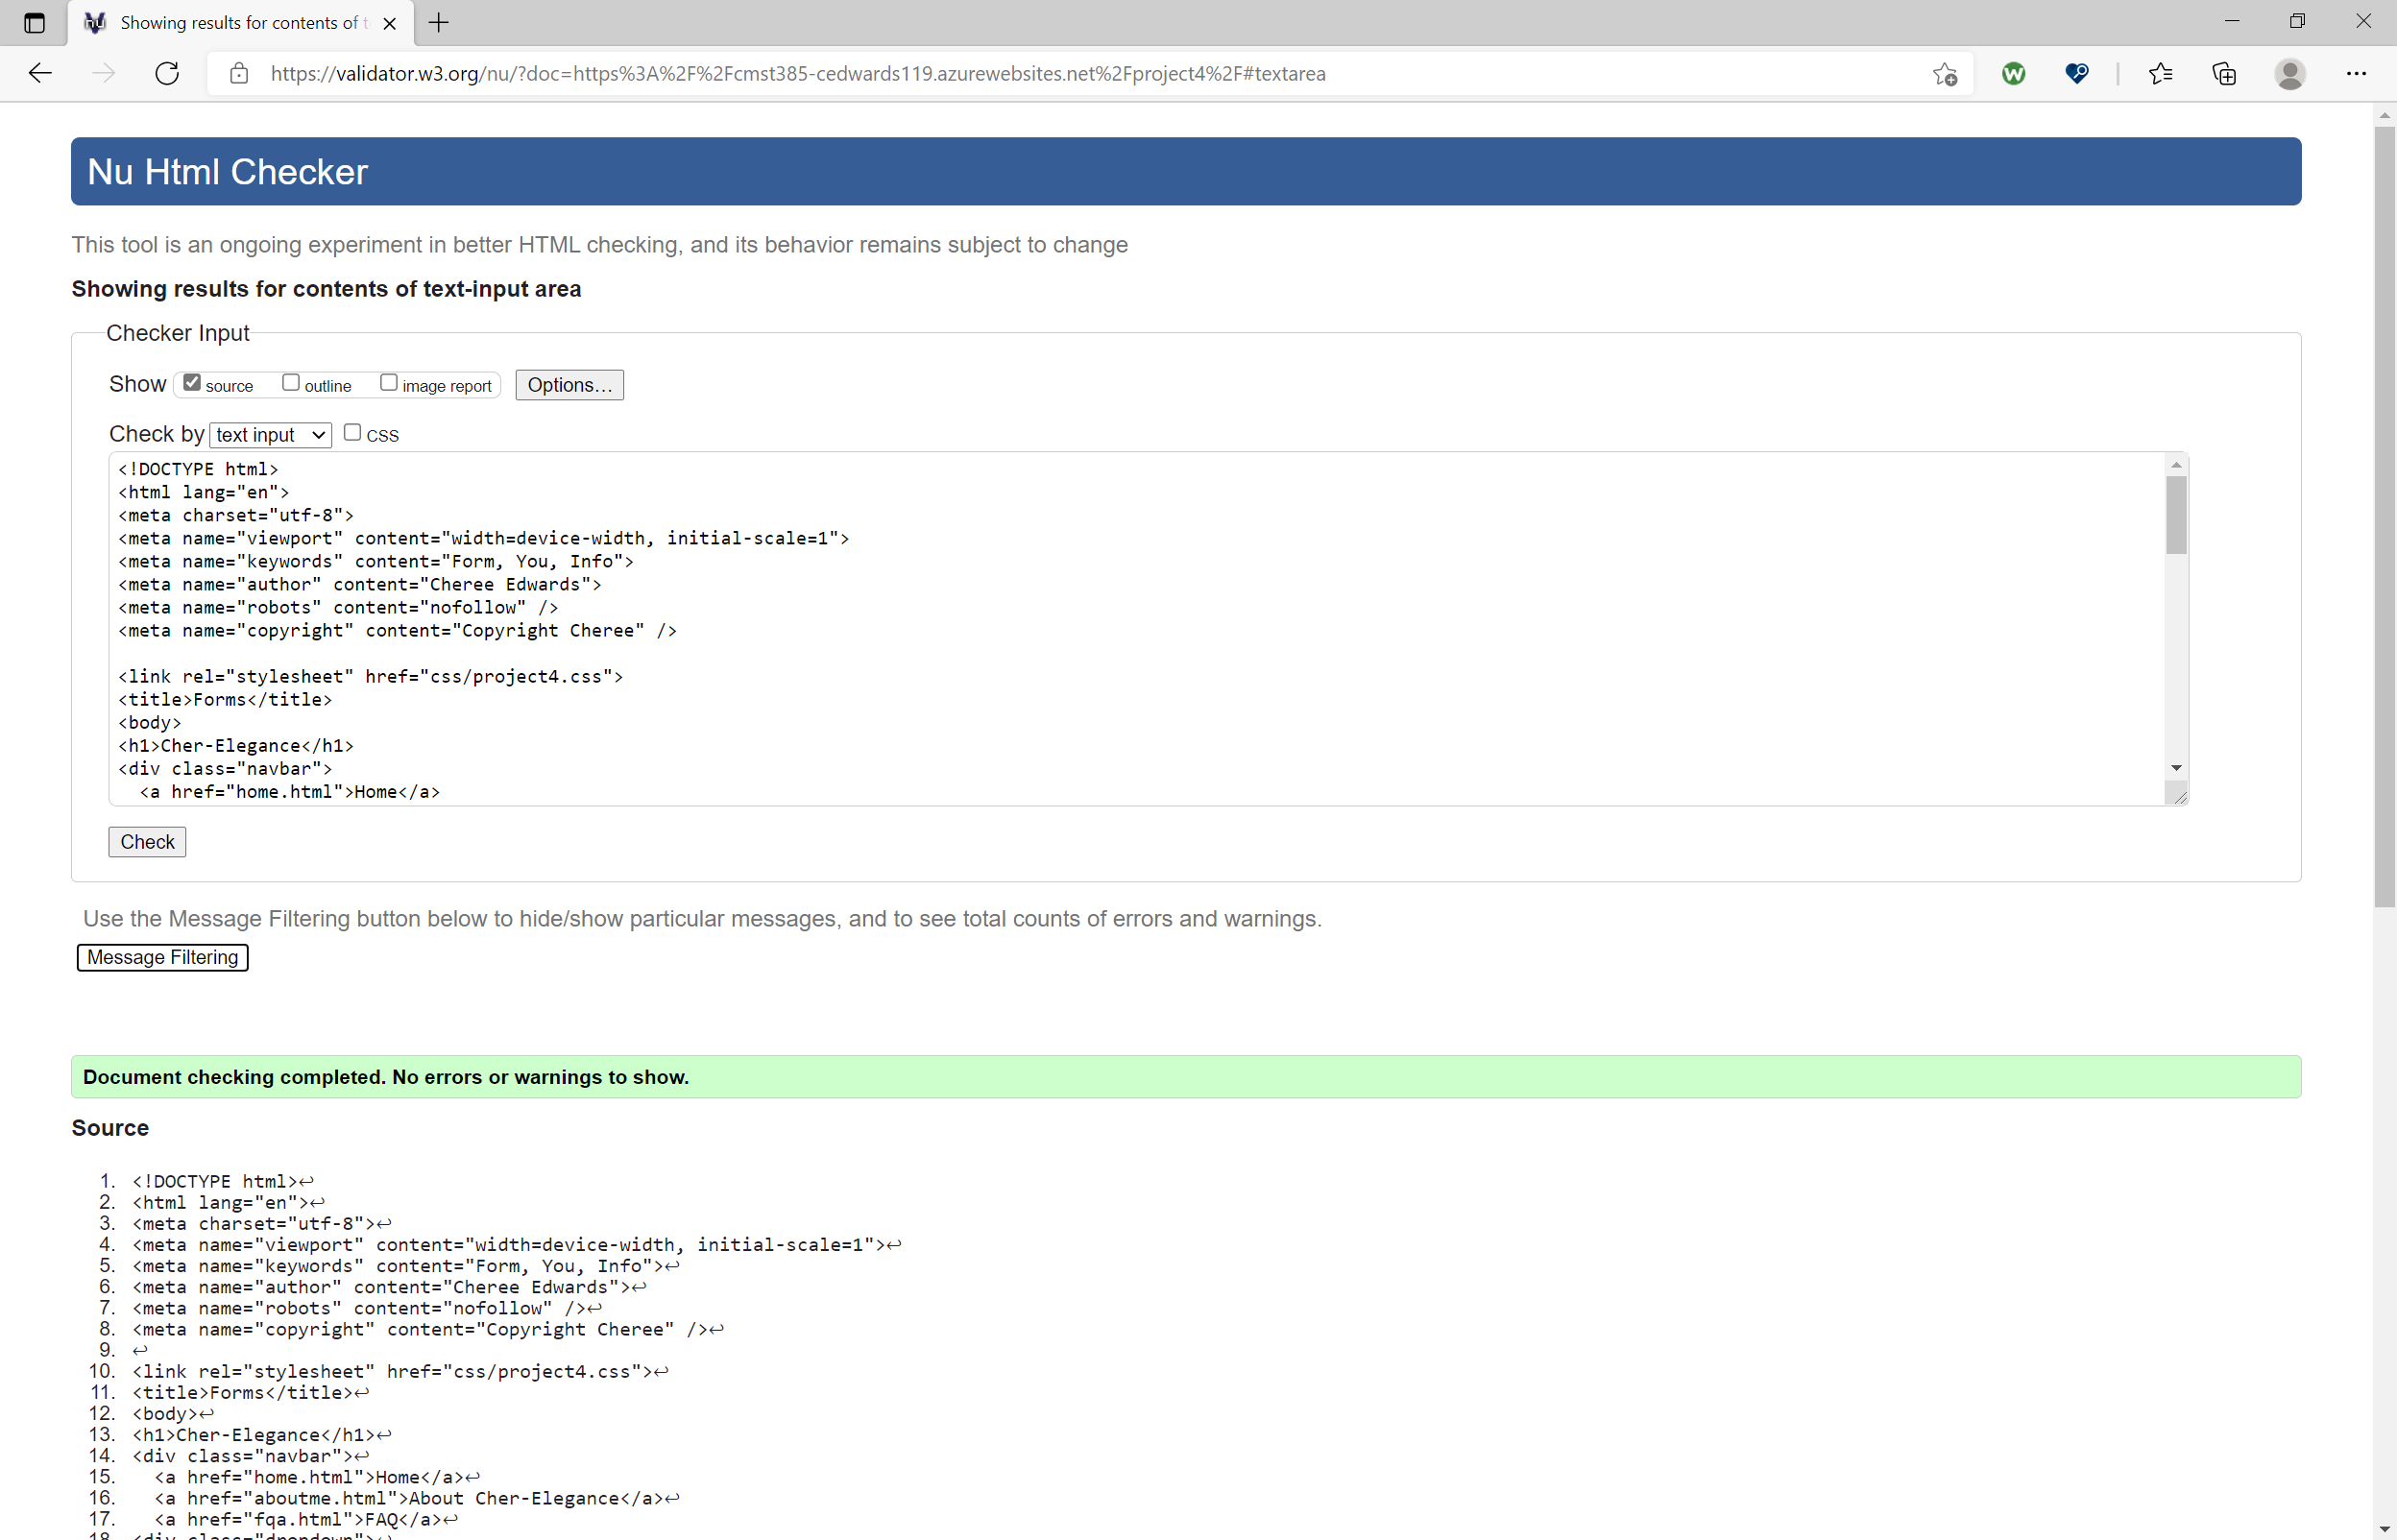 Showing results for contents of t
https://validator.w3.org/nu/?doc=https%3A%2F%2Fcmst385-cedwards119.azurewebsites.net%2Fproject4%2F#textarea
Nu Html Checker
This tool is an ongoing experiment in better HTML checking, and its behavior remains subject to change
Showing results for contents of text-input area
Checker Input
Show source outline image report Options...
Check by text input CSS
<!DOCTYPE html>
<html lang="en">
<meta charset="utf-8">
<meta name="viewport" content="width=device-width, initial-scale=1">
<meta name="keywords" content="Form, You, Info">
<meta name="author" content="Cheree Edwards">
<meta name="robots" content="nofollow" />
<meta name="copyright" content="Copyright Cheree" />
<link rel="stylesheet" href="css/project4.css">
<title>Forms</title>
<body>
<h1>Cher-Elegance</h1>
<div class="navbar">
<a href="home.html">Home</a>
Check
Use the Message Filtering button below to hide/show particular messages, and to see total counts of errors and warnings.
Message Filtering
Document checking completed. No errors or warnings to show.
Source
1. <!DOCTYPE html>↩
2. <html lang="en">↩
3. <meta charset="utf-8">↩
4. <meta name="viewport" content="width=device-width, initial-scale=1">↩
5. <meta name="keywords" content="Form, You, Info">↩
6. <meta name="author" content="Cheree Edwards">↩
7. <meta name="robots" content="nofollow" />↩
8. <meta name="copyright" content="Copyright Cheree" />↩
9. ↩
10. <link rel="stylesheet" href="css/project4.css">↩
11. <title>Forms</title>↩
12. <body>↩
13. <h1>Cher-Elegance</h1>↩
14. <div class="navbar">↩
15. <a href="home.html">Home</a>↩
16. <a href="aboutme.html">About Cher-Elegance</a>↩
17. <a href="fqa.html">FAQ</a>↩
18. <div class="dropdown">↩